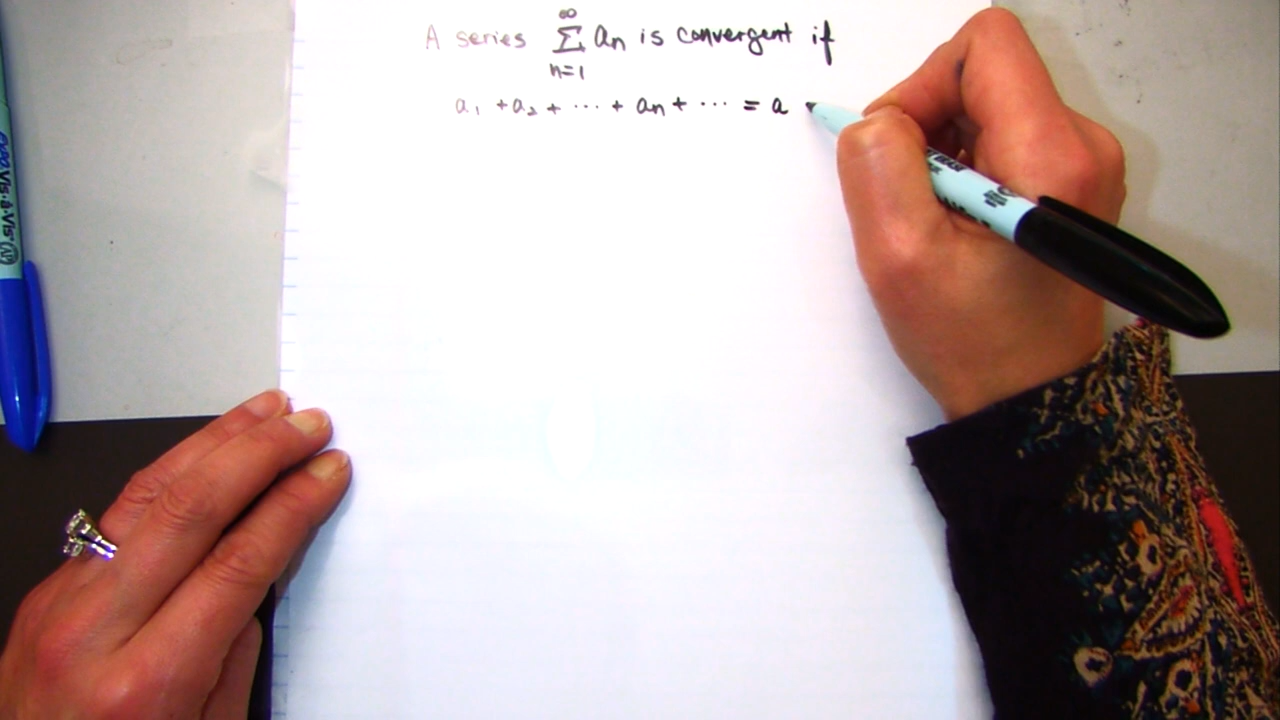 A series ∑_{n=1}^{∞} an is convergent if
a₁ + a₂ + ··· + an + ··· = a